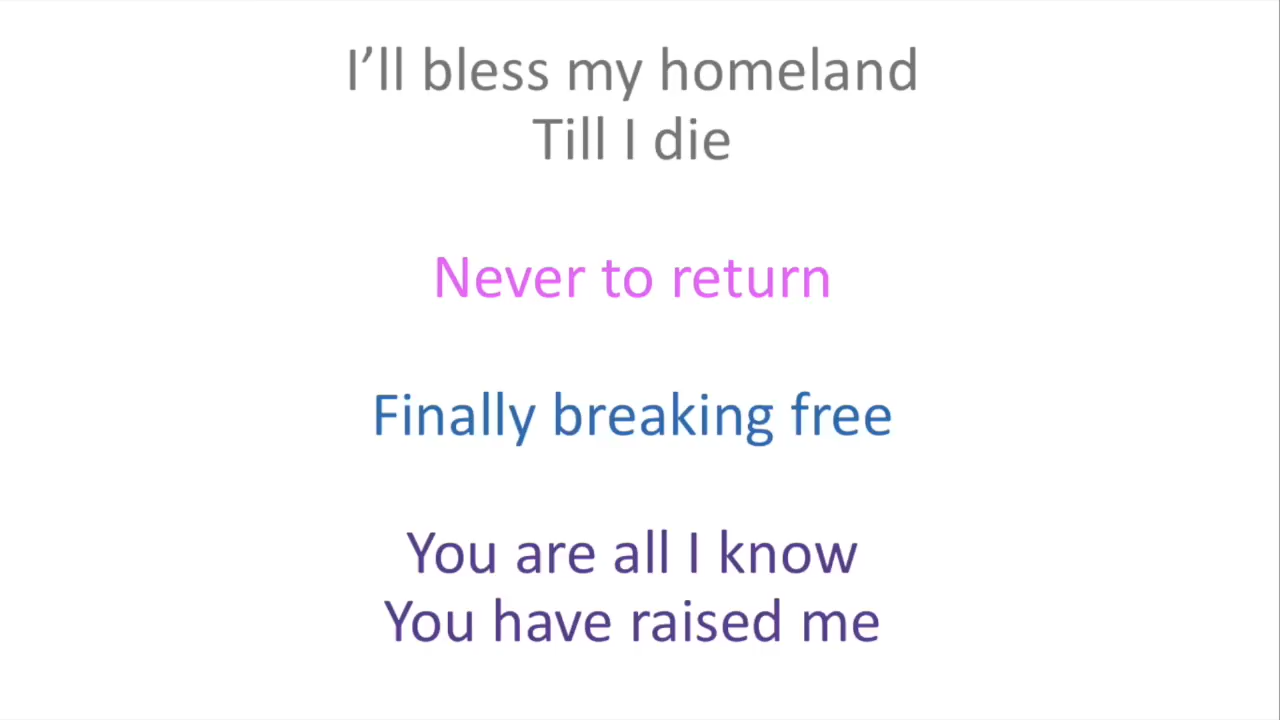 I’ll bless my homeland
Till I die
Never to return
Finally breaking free
You are all I know
You have raised me